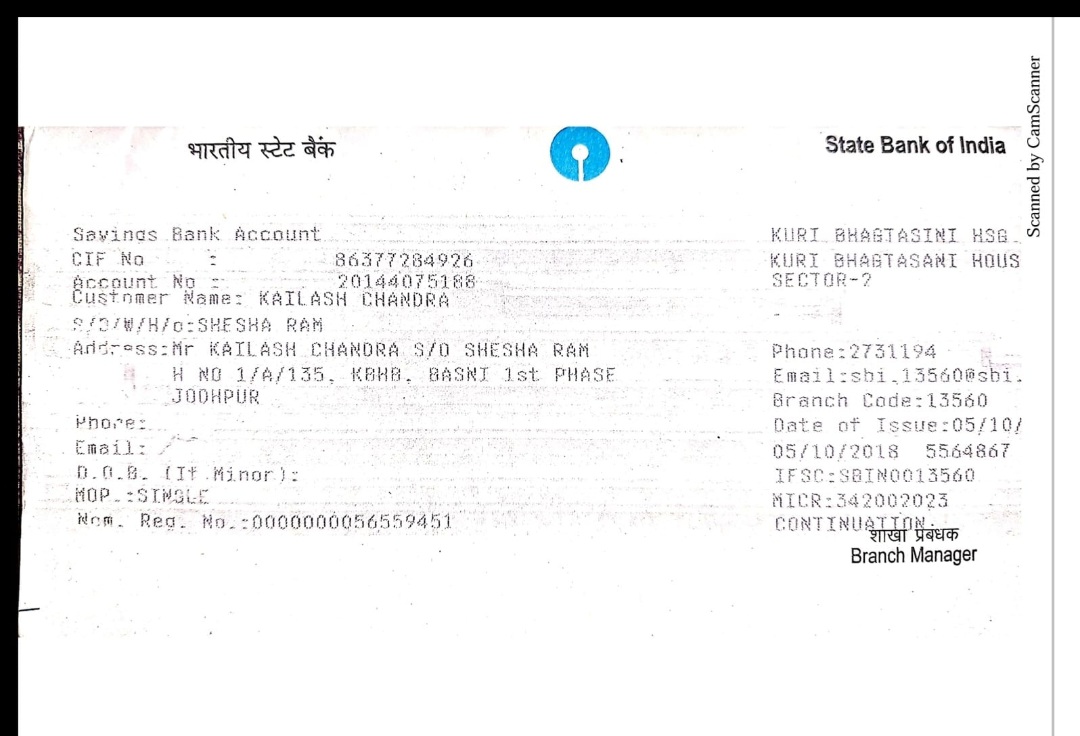 भारतीय स्टेट बैंक
State Bank of India
Savings Bank Account
CIF No : 86377284926
Account No : 20144075188
Customer Name: KAILASH CHANDRA
S/D/W/H/o:SHESHA RAM
Address:Mr KAILASH CHANDRA S/O SHESHA RAM
H NO 1/A/135, KBHB, BASNI 1st PHASE
JODHPUR
Phone:
Email:
D.O.B. (If Minor):
MOP.:SINGLE
Nom. Reg. No.:0000000056559451
KURI BHAGTASINI HSG.
KURI BHAGTASANI HOUS
SECTOR-2
Phone:2731194
Email:sbi.13560@sbi.
Branch Code:13560
Date of Issue:05/10/
05/10/2018 5564867
IFSC:SBIN0013560
MICR:342002023
CONTINUATION:
शाखा प्रबंधक
Branch Manager
Scanned by CamScanner